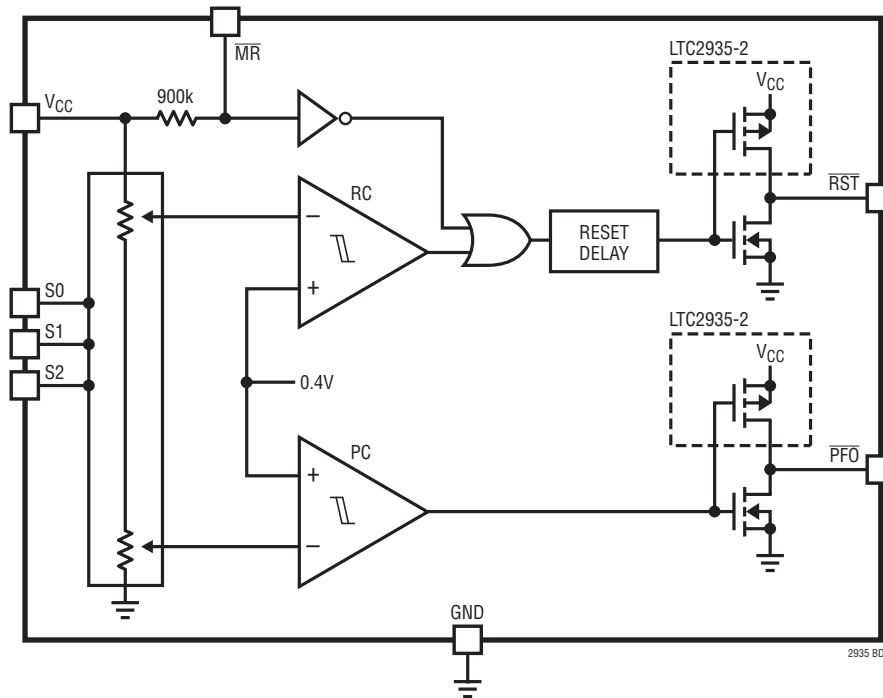 MR
LTC2935-2
VCC
900k
VCC
RC
RST
–
+
RESET
DELAY
S0
S1
S2
0.4V
LTC2935-2
VCC
PC
+
–
PFO
GND
2935 BD